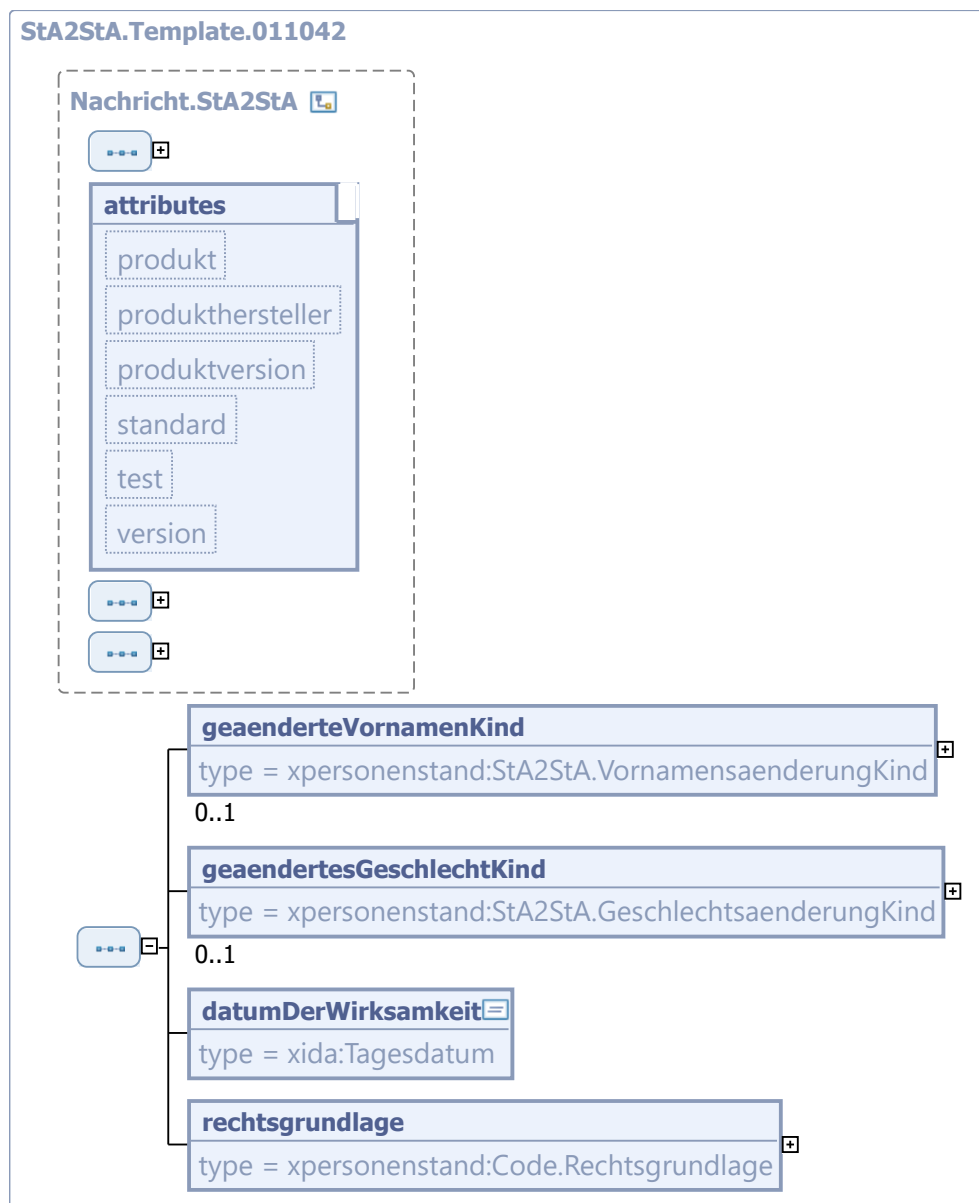 StA2StA.Template.011042
Nachricht.StA2StA
attributes
produkt
produkthersteller
produktversion
standard
test
version
geaenderteVornamenKind
type = xpersonenstand:StA2StA.VornamensaenderungKind
0..1
geaendertesGeschlechtKind
type = xpersonenstand:StA2StA.GeschlechtsaenderungKind
0..1
datumDerWirksamkeit
type = xida:Tagesdatum
rechtsgrundlage
type = xpersonenstand:Code.Rechtsgrundlage